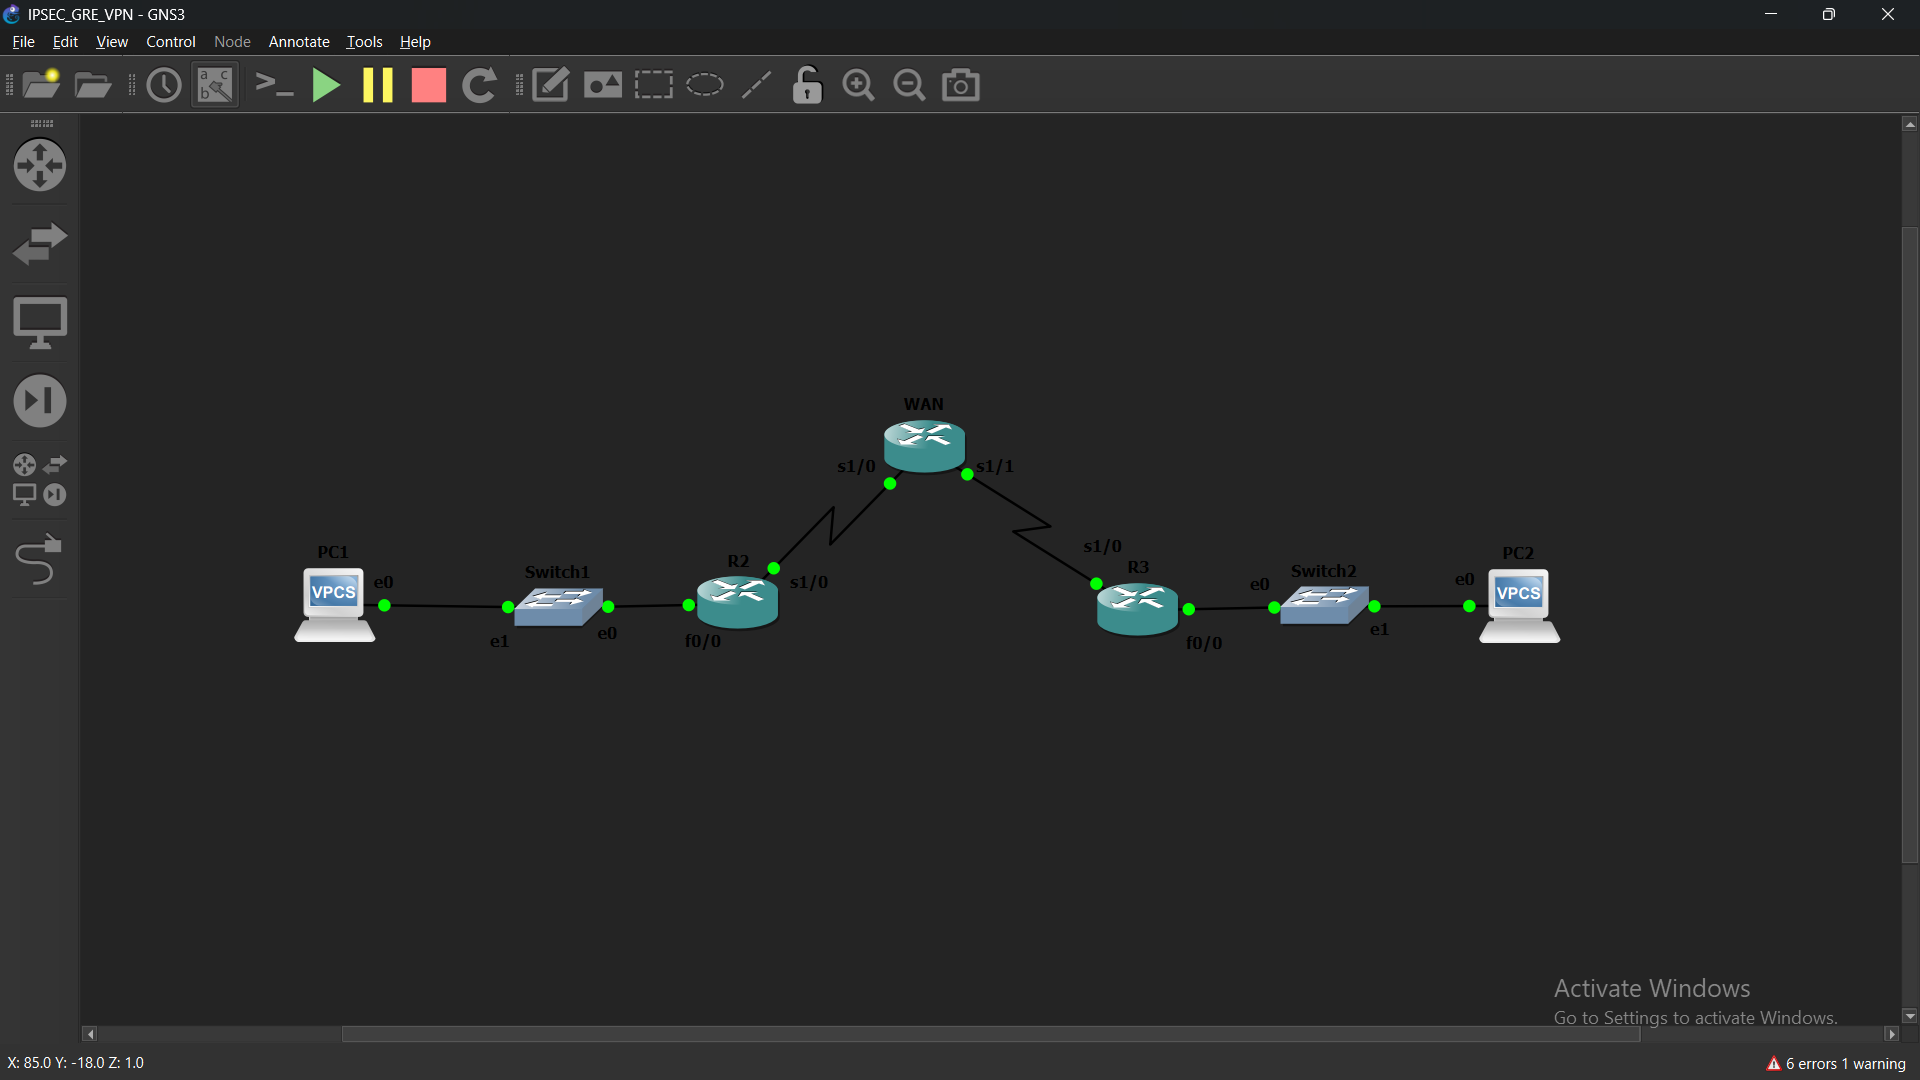 IPSEC_GRE_VPN - GNS3
File Edit View Control Node Annotate Tools Help
a c
b
>_
WAN
s1/0
s1/1
s1/0
PC1
R2
R3
PC2
VPCS
e0
Switch1
s1/0
e0
Switch2
e0
VPCS
e1
e0
f0/0
f0/0
e1
Activate Windows
Go to Settings to activate Windows.
X: 85.0 Y: -18.0 Z: 1.0
6 errors 1 warning